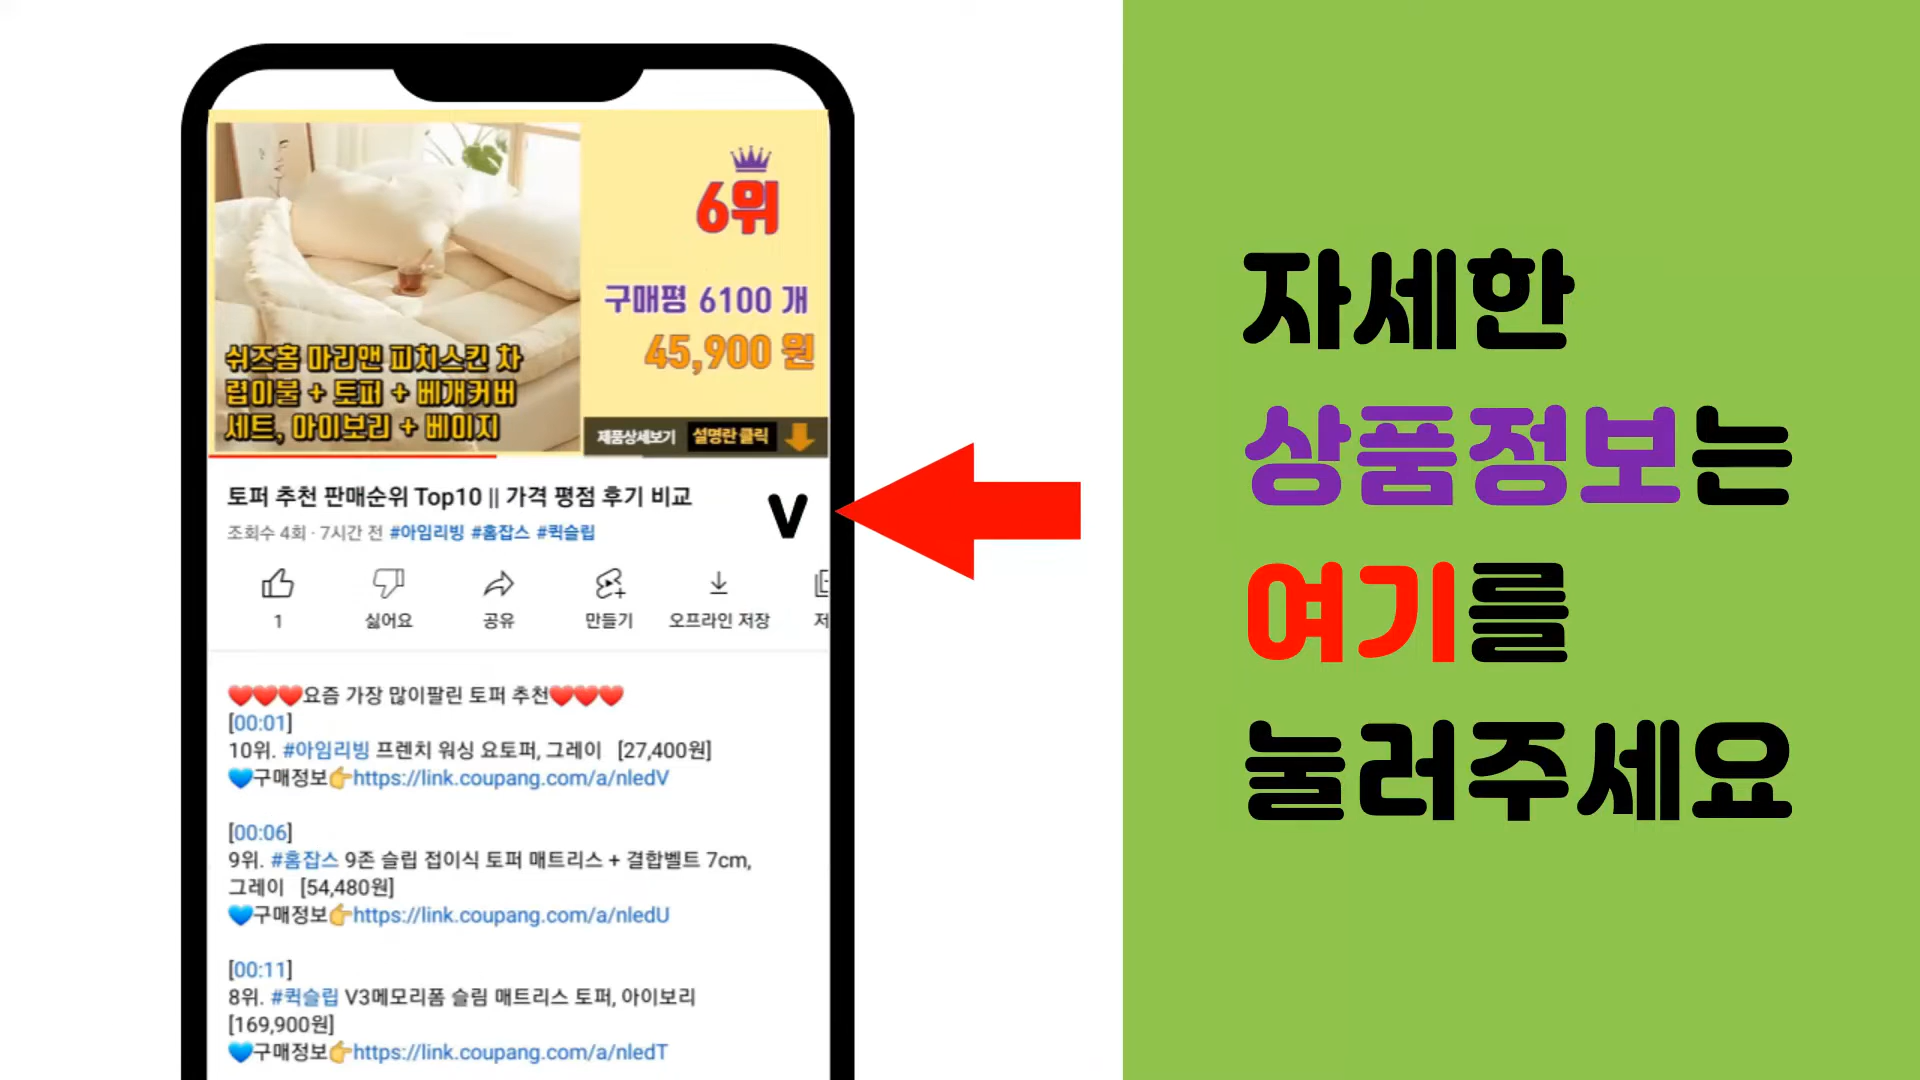 6위
구매평 6100 개
45,900 원
쉬즈홈 마리앤 피치스킨 차
렵이불 + 토퍼 + 베개커버
세트, 아이보리 + 베이지
제품상세보기 설명란 클릭
토퍼 추천 판매순위 Top10 || 가격 평점 후기 비교
V
조회수 4회 · 7시간 전 #아임리빙 #홈잡스 #퀵슬립
1 싫어요 공유 만들기 오프라인 저장 저
❤️❤️❤️요즘 가장 많이팔린 토퍼 추천❤️❤️❤️
[00:01]
10위. #아임리빙 프렌치 워싱 요토퍼, 그레이 [27,400원]
💙구매정보👉https://link.coupang.com/a/nledV
[00:06]
9위. #홈잡스 9존 슬립 접이식 토퍼 매트리스 + 결합벨트 7cm,
그레이 [54,480원]
💙구매정보👉https://link.coupang.com/a/nledU
[00:11]
8위. #퀵슬립 V3메모리폼 슬림 매트리스 토퍼, 아이보리
[169,900원]
💙구매정보👉https://link.coupang.com/a/nledT
자세한
상품정보는
여기를
눌러주세요